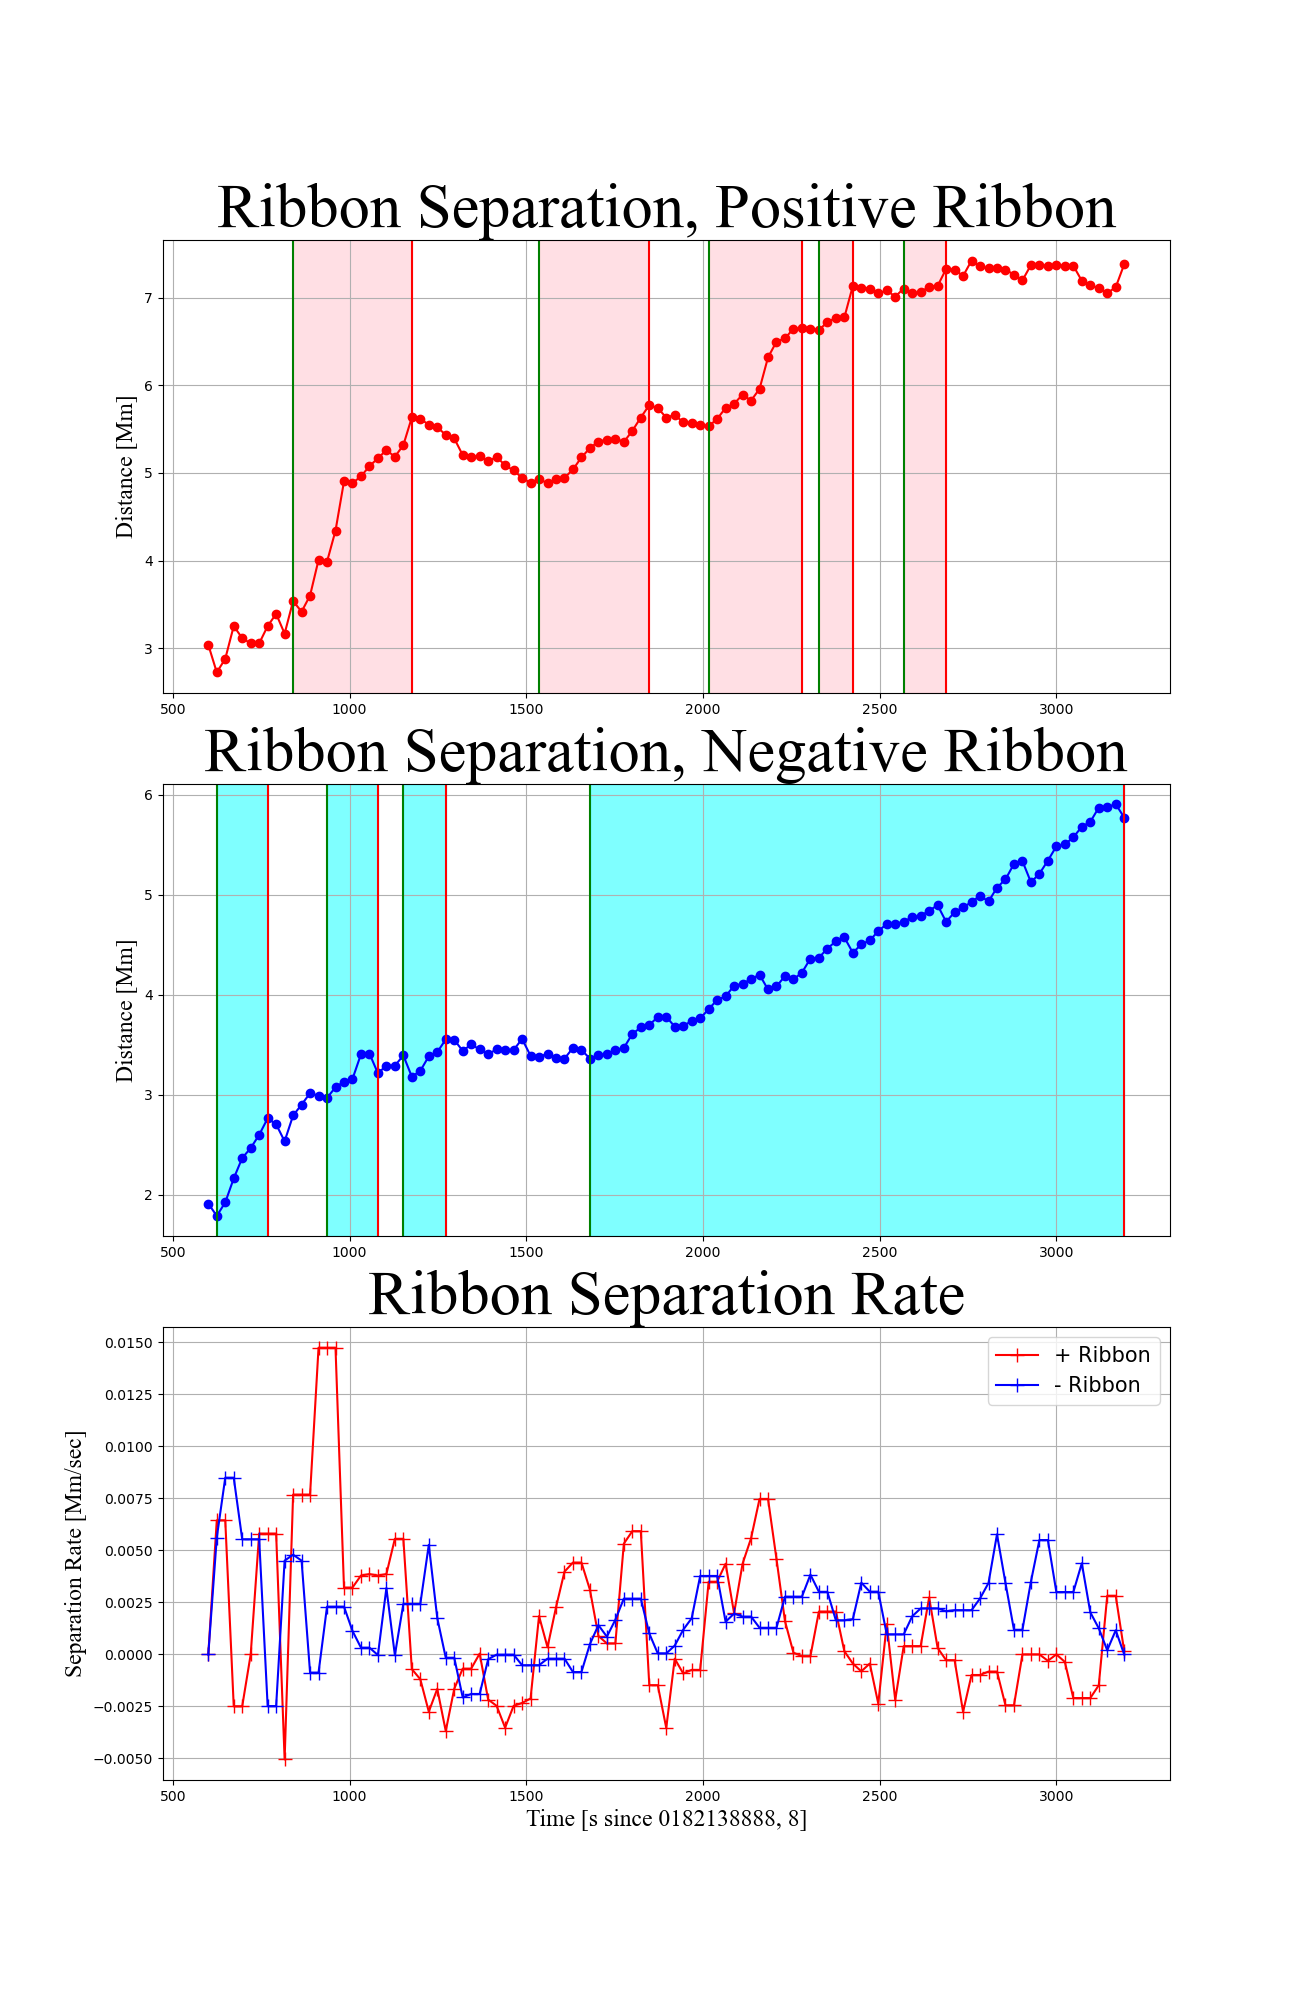 Ribbon Separation, Positive Ribbon
7
6
5
4
3
Distance [Mm]
500 1000 1500 2000 2500 3000
Ribbon Separation, Negative Ribbon
6
5
4
3
2
Distance [Mm]
500 1000 1500 2000 2500 3000
Ribbon Separation Rate
0.0150
0.0125
0.0100
0.0075
0.0050
0.0025
0.0000
−0.0025
−0.0050
Separation Rate [Mm/sec]
+ Ribbon
- Ribbon
500 1000 1500 2000 2500 3000
Time [s since 0182138888, 8]